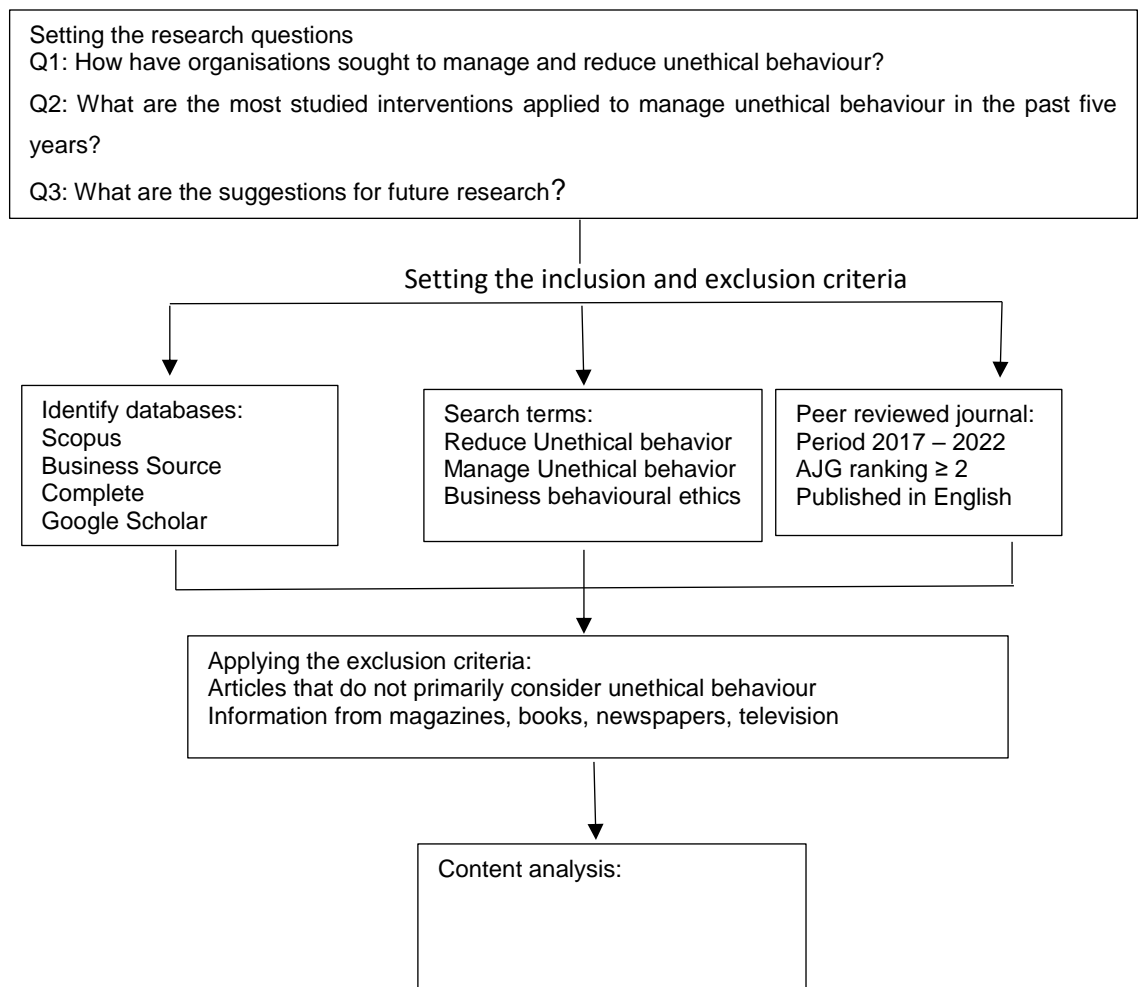 Setting the research questions
Q1: How have organisations sought to manage and reduce unethical behaviour?
Q2: What are the most studied interventions applied to manage unethical behaviour in the past five
years?
Q3: What are the suggestions for future research?
Setting the inclusion and exclusion criteria
Identify databases:
Scopus
Business Source
Complete
Google Scholar
Search terms:
Reduce Unethical behavior
Manage Unethical behavior
Business behavioural ethics
Peer reviewed journal:
Period 2017 – 2022
AJG ranking ≥ 2
Published in English
Applying the exclusion criteria:
Articles that do not primarily consider unethical behaviour
Information from magazines, books, newspapers, television
Content analysis: